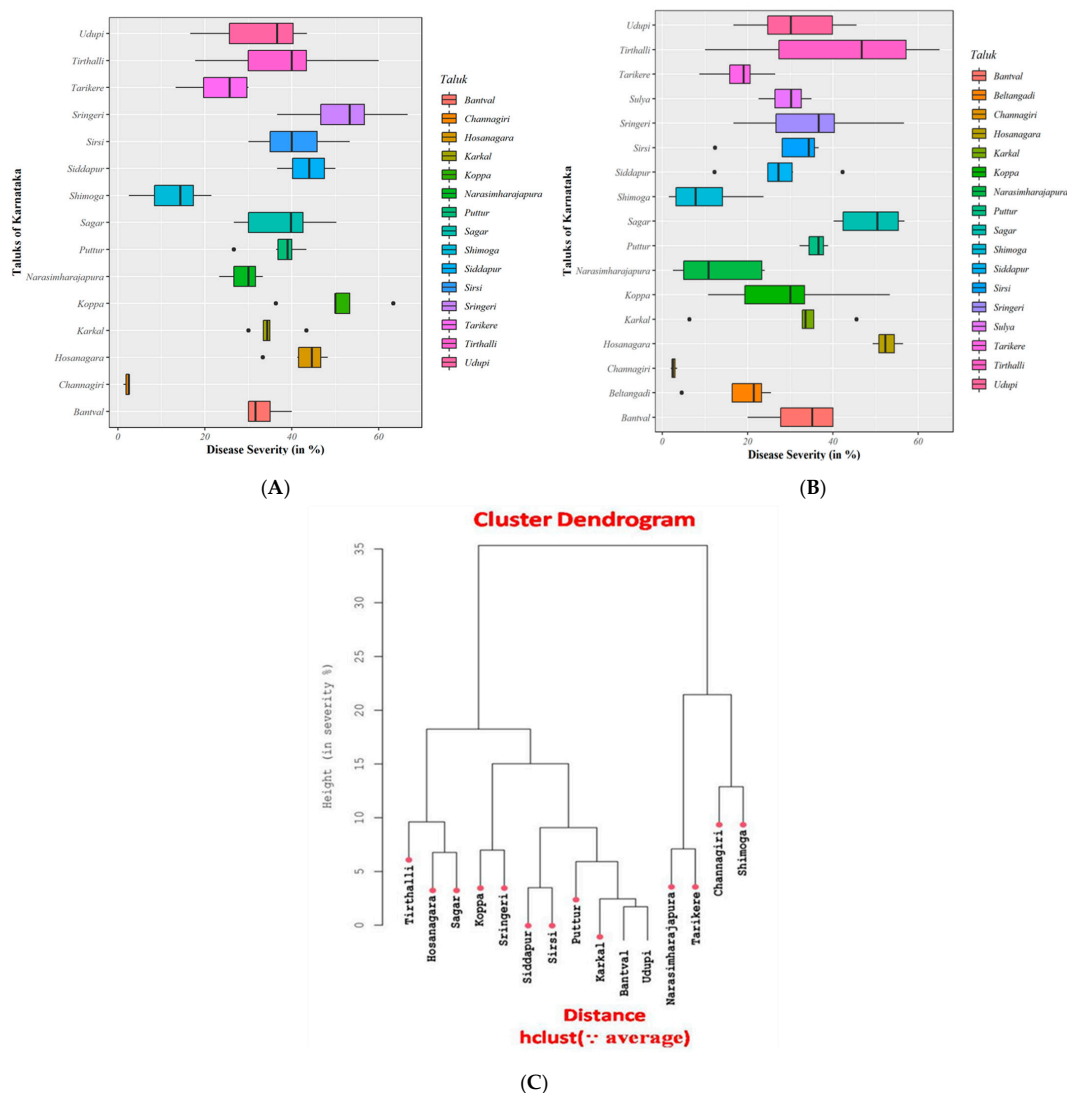 Udupi
Tirthalli
Tarikere
Sringeri
Sirsi
Siddapur
Shimoga
Sagar
Puttur
Narasimharajapura
Koppa
Karkal
Hosanagara
Channagiri
Bantval
Taluks of Karnataka
0 20 40 60
Disease Severity (in %)
Taluk
Bantval
Channagiri
Hosanagara
Karkal
Koppa
Narasimharajapura
Puttur
Sagar
Shimoga
Siddapur
Sirsi
Sringeri
Tarikere
Tirthalli
Udupi
(A)
Udupi
Tirthalli
Tarikere
Sulya
Sringeri
Sirsi
Siddapur
Shimoga
Sagar
Puttur
Narasimharajapura
Koppa
Karkal
Hosanagara
Channagiri
Beltangadi
Bantval
Taluks of Karnataka
0 20 40 60
Disease Severity (in %)
Taluk
Bantval
Beltangadi
Channagiri
Hosanagara
Karkal
Koppa
Narasimharajapura
Puttur
Sagar
Shimoga
Siddapur
Sirsi
Sringeri
Sulya
Tarikere
Tirthalli
Udupi
(B)
Cluster Dendrogram
Height (in severity %)
35
30
25
20
15
10
5
0
Tirthalli
Hosanagara
Sagar
Koppa
Sringeri
Siddapur
Sirsi
Puttur
Karkal
Bantval
Udupi
Narasimharajapura
Tarikere
Channagiri
Shimoga
Distance
hclust(∵ average)
(C)